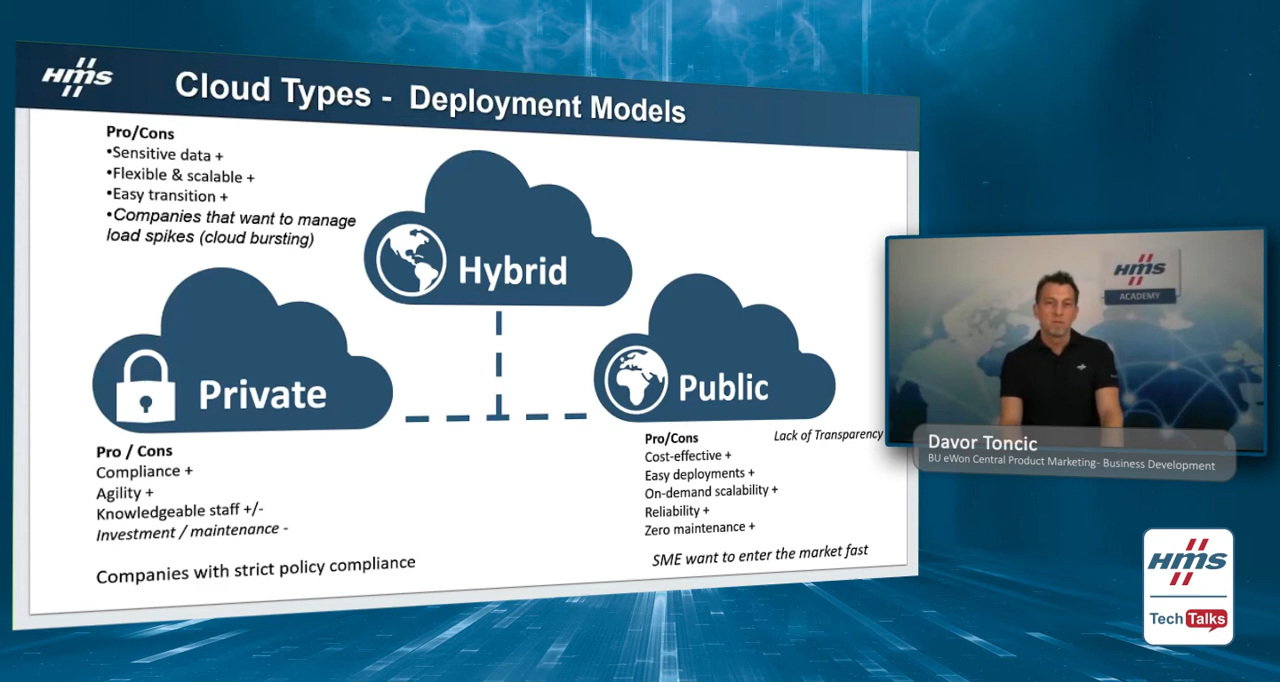 HMS
Cloud Types - Deployment Models
Pro/Cons
•Sensitive data +
•Flexible & scalable +
•Easy transition +
•Companies that want to manage
load spikes (cloud bursting)
Hybrid
Private
Public
Pro / Cons
Compliance +
Agility +
Knowledgeable staff +/-
Investment / maintenance -
Companies with strict policy compliance
Pro/Cons
Lack of Transparency
Cost-effective +
Easy deployments +
On-demand scalability +
Reliability +
Zero maintenance +
SME want to enter the market fast
HMS
ACADEMY
Davor Toncic
BU eWon Central Product Marketing- Business Development
HMS
Tech Talks